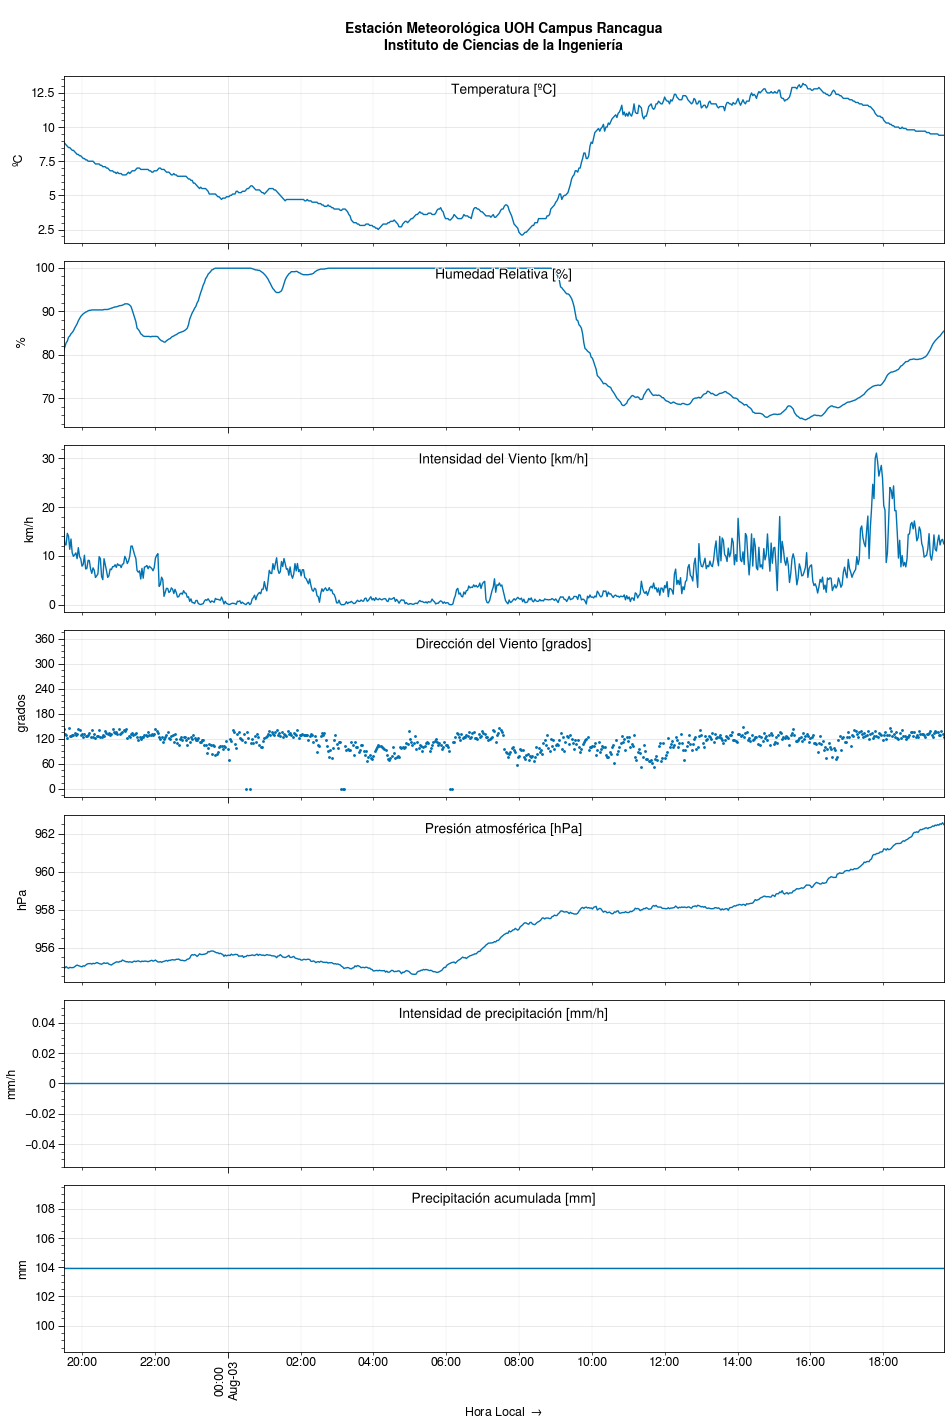 Estación Meteorológica UOH Campus Rancagua
Instituto de Ciencias de la Ingeniería
Temperatura [ºC]
ºC
12.5
10
7.5
5
2.5
Humedad Relativa [%]
%
100
90
80
70
Intensidad del Viento [km/h]
km/h
30
20
10
0
Dirección del Viento [grados]
grados
360
300
240
180
120
60
0
Presión atmosférica [hPa]
hPa
962
960
958
956
Intensidad de precipitación [mm/h]
mm/h
0.04
0.02
0
−0.02
−0.04
Precipitación acumulada [mm]
mm
108
106
104
102
100
20:00 22:00 00:00 02:00 04:00 06:00 08:00 10:00 12:00 14:00 16:00 18:00
Aug-03
Hora Local →